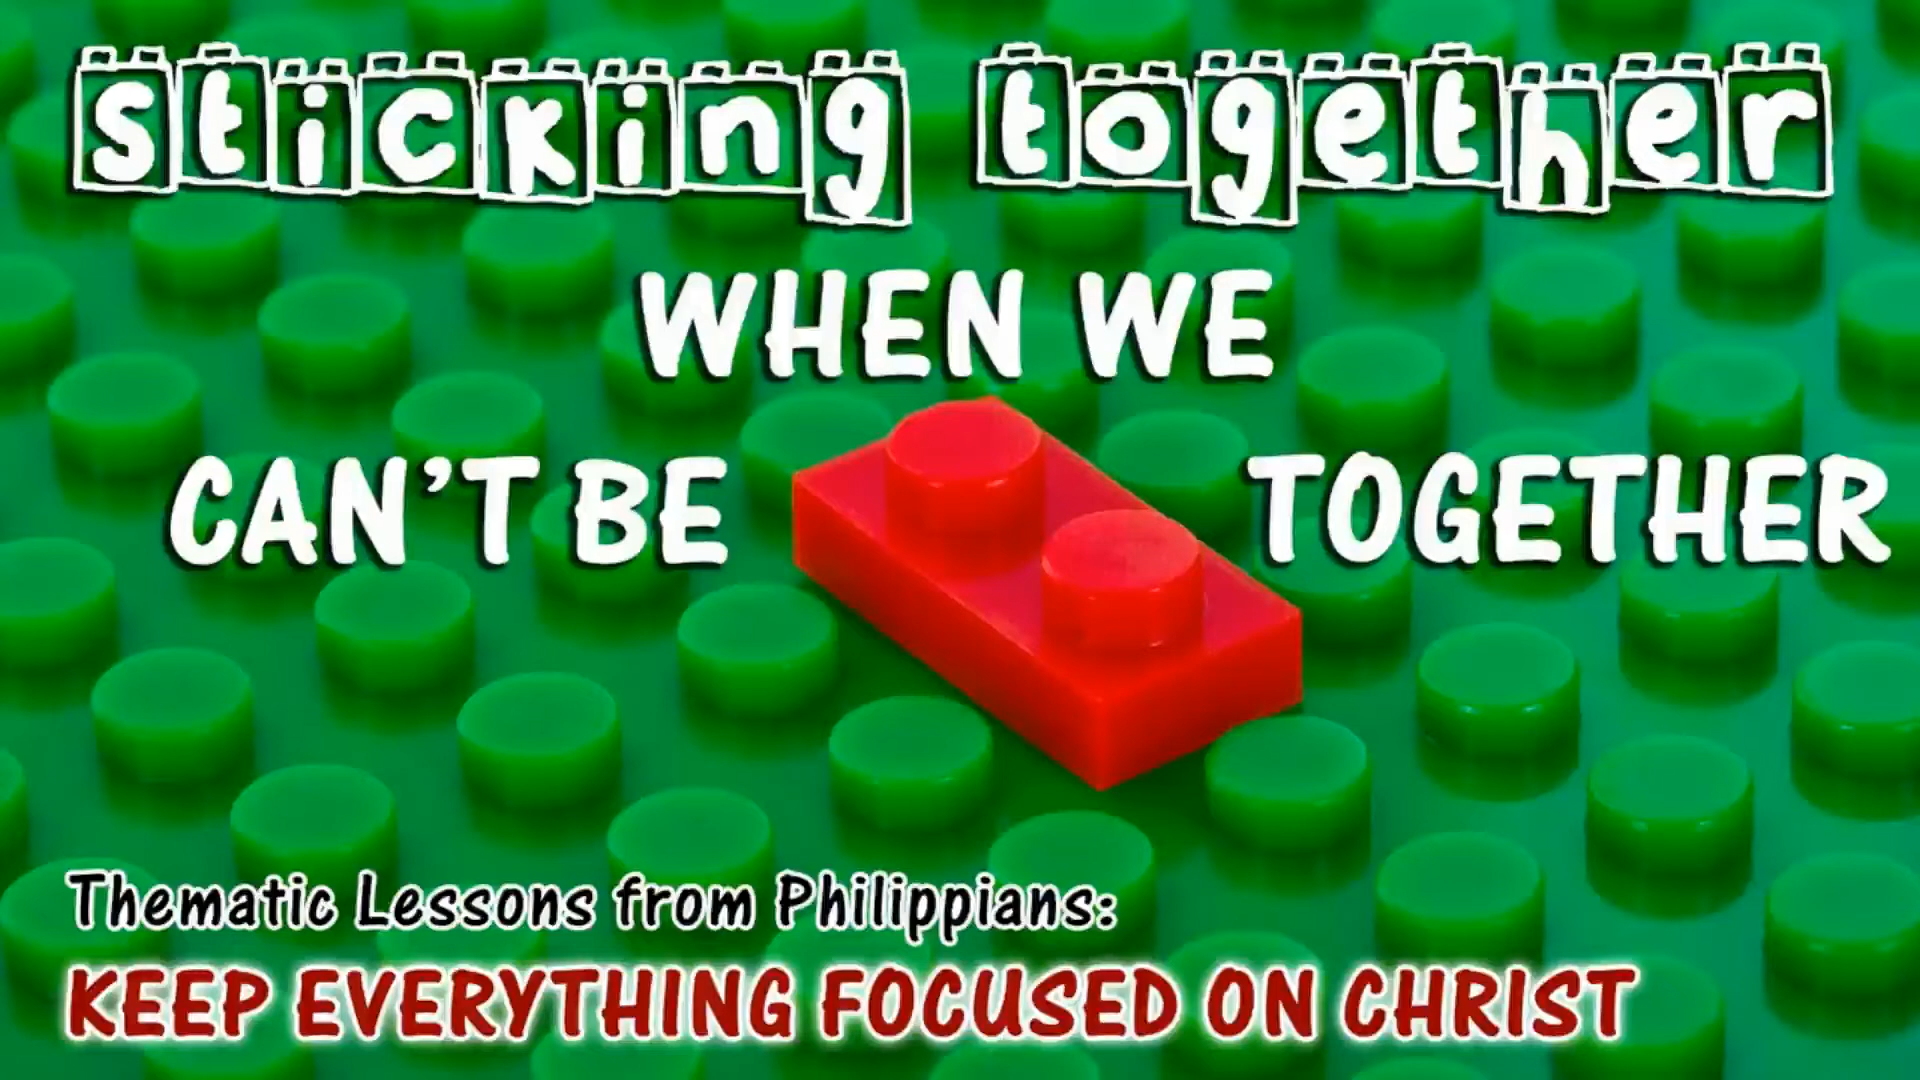 sticking together
WHEN WE
CAN'T BE TOGETHER
Thematic Lessons from Philippians:
KEEP EVERYTHING FOCUSED ON CHRIST